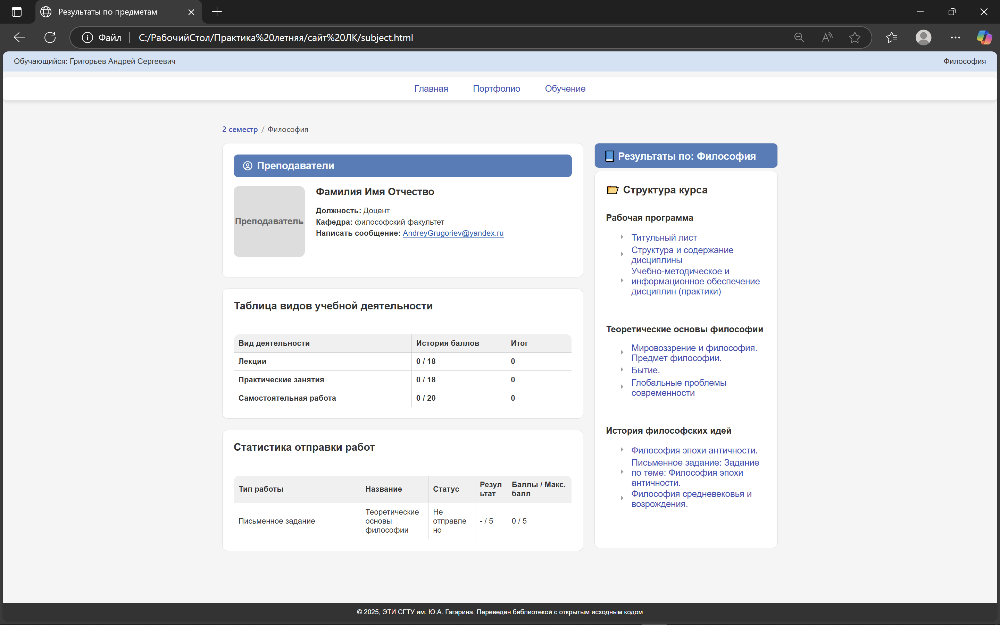 Результаты по предметам
Файл
C:/РабочийСтол/Практика%20летняя/сайт%20ЛК/subject.html
Обучающийся: Григорьев Андрей Сергеевич
Философия
Главная
Портфолио
Обучение
2 семестр / Философия
Преподаватели
Преподаватель
Фамилия Имя Отчество
Должность: Доцент
Кафедра: философский факультет
Написать сообщение: AndreyGrugoriev@yandex.ru
Таблица видов учебной деятельности
Вид деятельности
История баллов
Итог
Лекции
0 / 18
0
Практические занятия
0 / 18
0
Самостоятельная работа
0 / 20
0
Статистика отправки работ
Тип работы
Название
Статус
Резул
ьтат
Баллы / Макс.
балл
Письменное задание
Теоретические
основы
философии
Не
отправле
но
- / 5
0 / 5
Результаты по: Философия
Структура курса
Рабочая программа
Титульный лист
Структура и содержание
дисциплины
Учебно-методическое и
информационное обеспечение
дисциплин (практики)
Теоретические основы философии
Мировоззрение и философия.
Предмет философии.
Бытие.
Глобальные проблемы
современности
История философских идей
Философия эпохи античности.
Письменное задание: Задание
по теме: Философия эпохи
античности.
Философия средневековья и
возрождения.
© 2025, ЭТИ СГТУ им. Ю.А. Гагарина. Переведен библиотекой с открытым исходным кодом